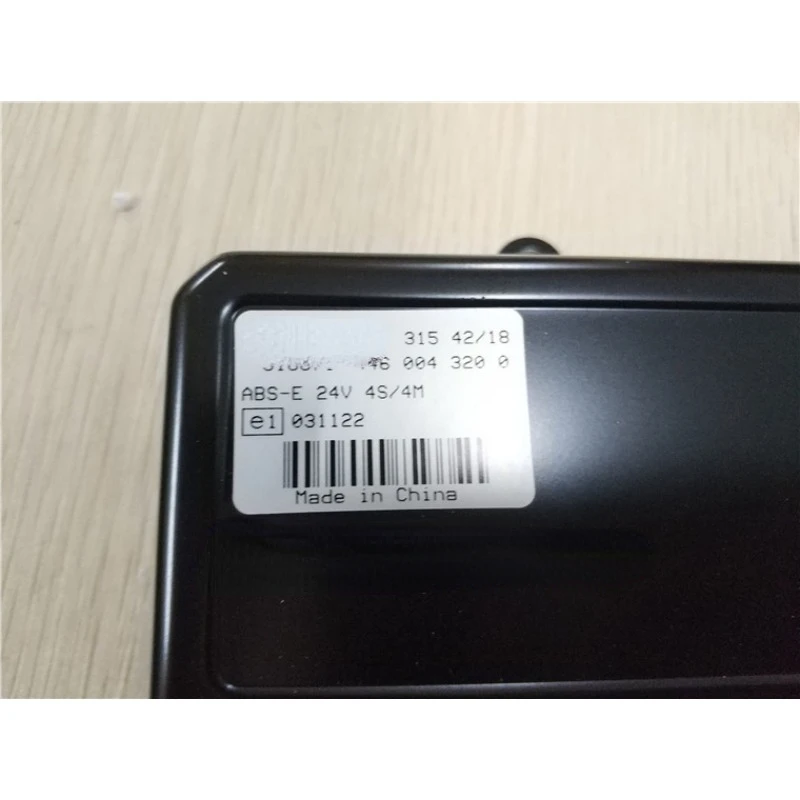 315 42/18
004 320 0
ABS-E 24V 4S/4M
e1 031122
Made in China